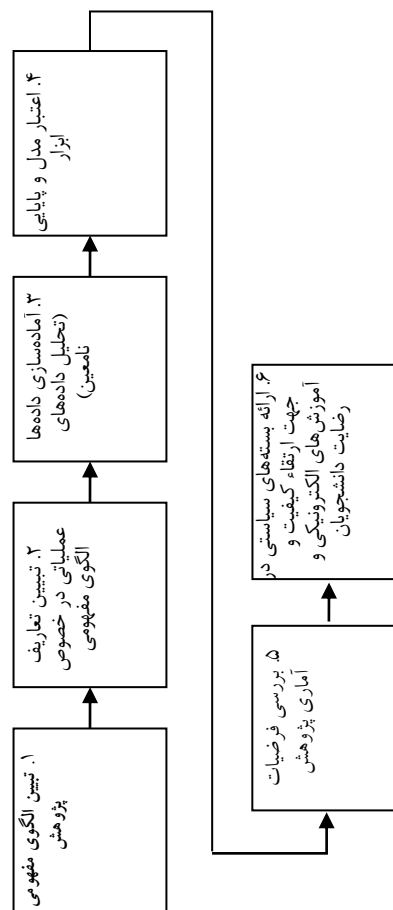 ۱. تبیین الگوی مفهومی
پژوهش
۲. تبیین تعاریف
عملیاتی در خصوص
الگوی مفهومی
۳. آماده‌سازی داده‌ها
(تحلیل داده‌های
نامعین)
۴. اعتبار مدل و پایایی
ابزار
۵. بررسی فرضیات
آماری پژوهش
۶. ارائه بسته‌های سیاستی در
جهت ارتقاء کیفیت و
آموزش‌های الکترونیکی و
رضایت دانشجویان